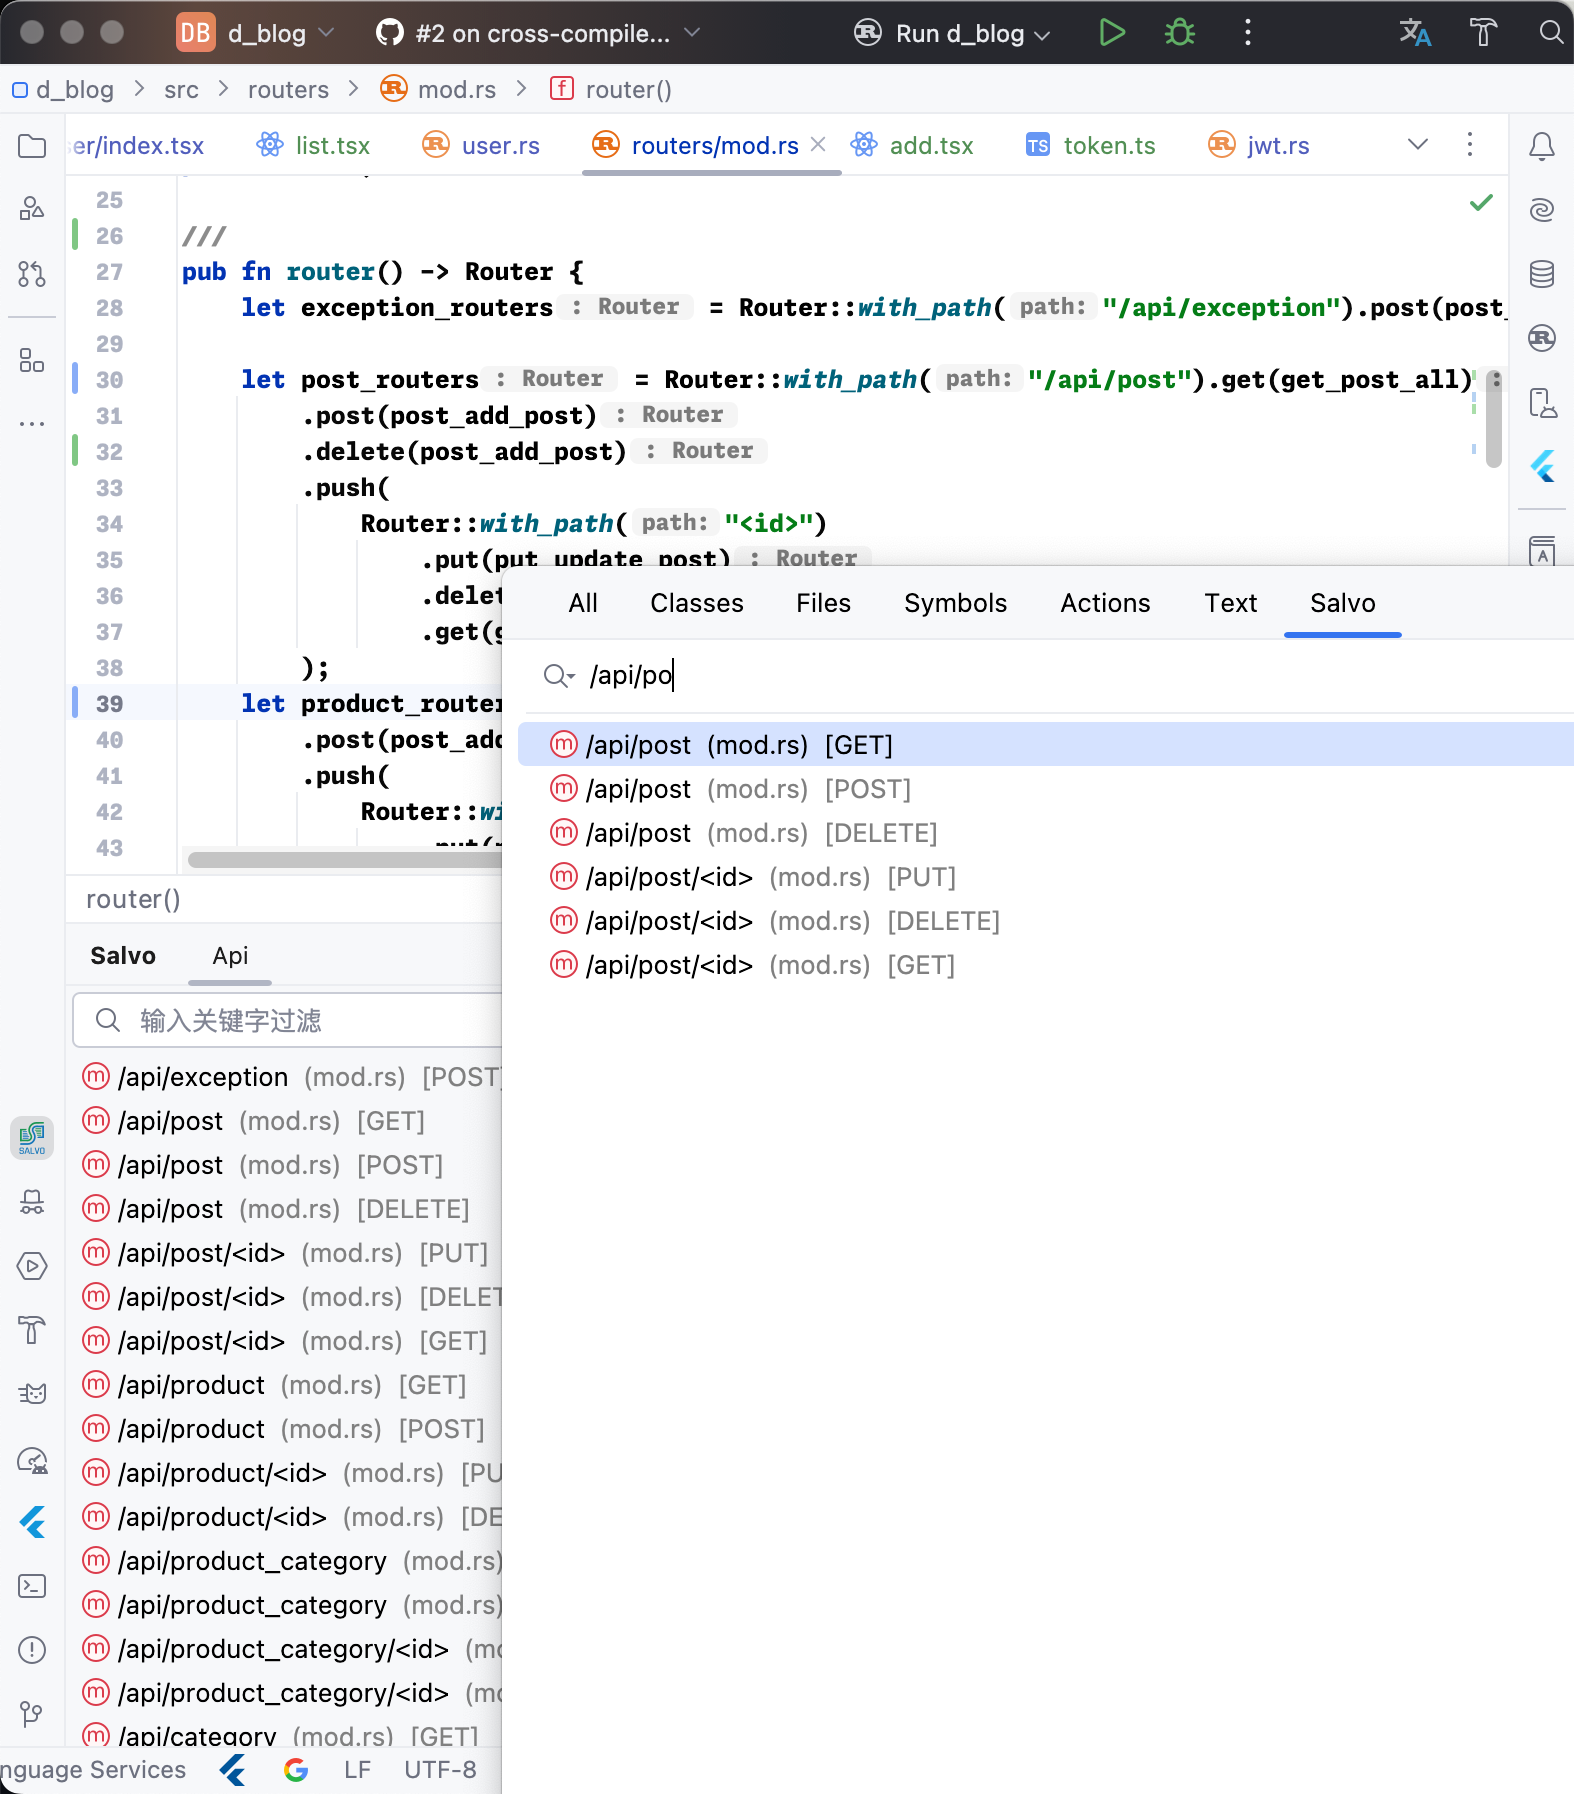 DB d_blog #2 on cross-compile... Run d_blog
d_blog > src > routers > mod.rs > router()
er/index.tsx list.tsx user.rs routers/mod.rs add.tsx token.ts jwt.rs
25
26 ///
27 pub fn router() -> Router {
28 let exception_routers : Router = Router::with_path( path: "/api/exception").post(post_
29
30 let post_routers : Router = Router::with_path( path: "/api/post").get(get_post_all) :
31 .post(post_add_post) : Router
32 .delete(post_add_post) : Router
33 .push(
34 Router::with_path( path: "<id>")
35 .put(put_update_post) : Router
36 .delet
37 .get(g
38 );
39 let product_router
40 .post(post_add
41 .push(
42 Router::wi
43 .put(
router()
Salvo Api
输入关键字过滤
/api/exception (mod.rs) [POST]
/api/post (mod.rs) [GET]
/api/post (mod.rs) [POST]
/api/post (mod.rs) [DELETE]
/api/post/<id> (mod.rs) [PUT]
/api/post/<id> (mod.rs) [DELET
/api/post/<id> (mod.rs) [GET]
/api/product (mod.rs) [GET]
/api/product (mod.rs) [POST]
/api/product/<id> (mod.rs) [PU
/api/product/<id> (mod.rs) [DE
/api/product_category (mod.rs)
/api/product_category (mod.rs)
/api/product_category/<id> (mo
/api/product_category/<id> (mo
/api/category (mod.rs) [GET]
SALVO
nguage Services LF UTF-8
All Classes Files Symbols Actions Text Salvo
/api/po
/api/post (mod.rs) [GET]
/api/post (mod.rs) [POST]
/api/post (mod.rs) [DELETE]
/api/post/<id> (mod.rs) [PUT]
/api/post/<id> (mod.rs) [DELETE]
/api/post/<id> (mod.rs) [GET]